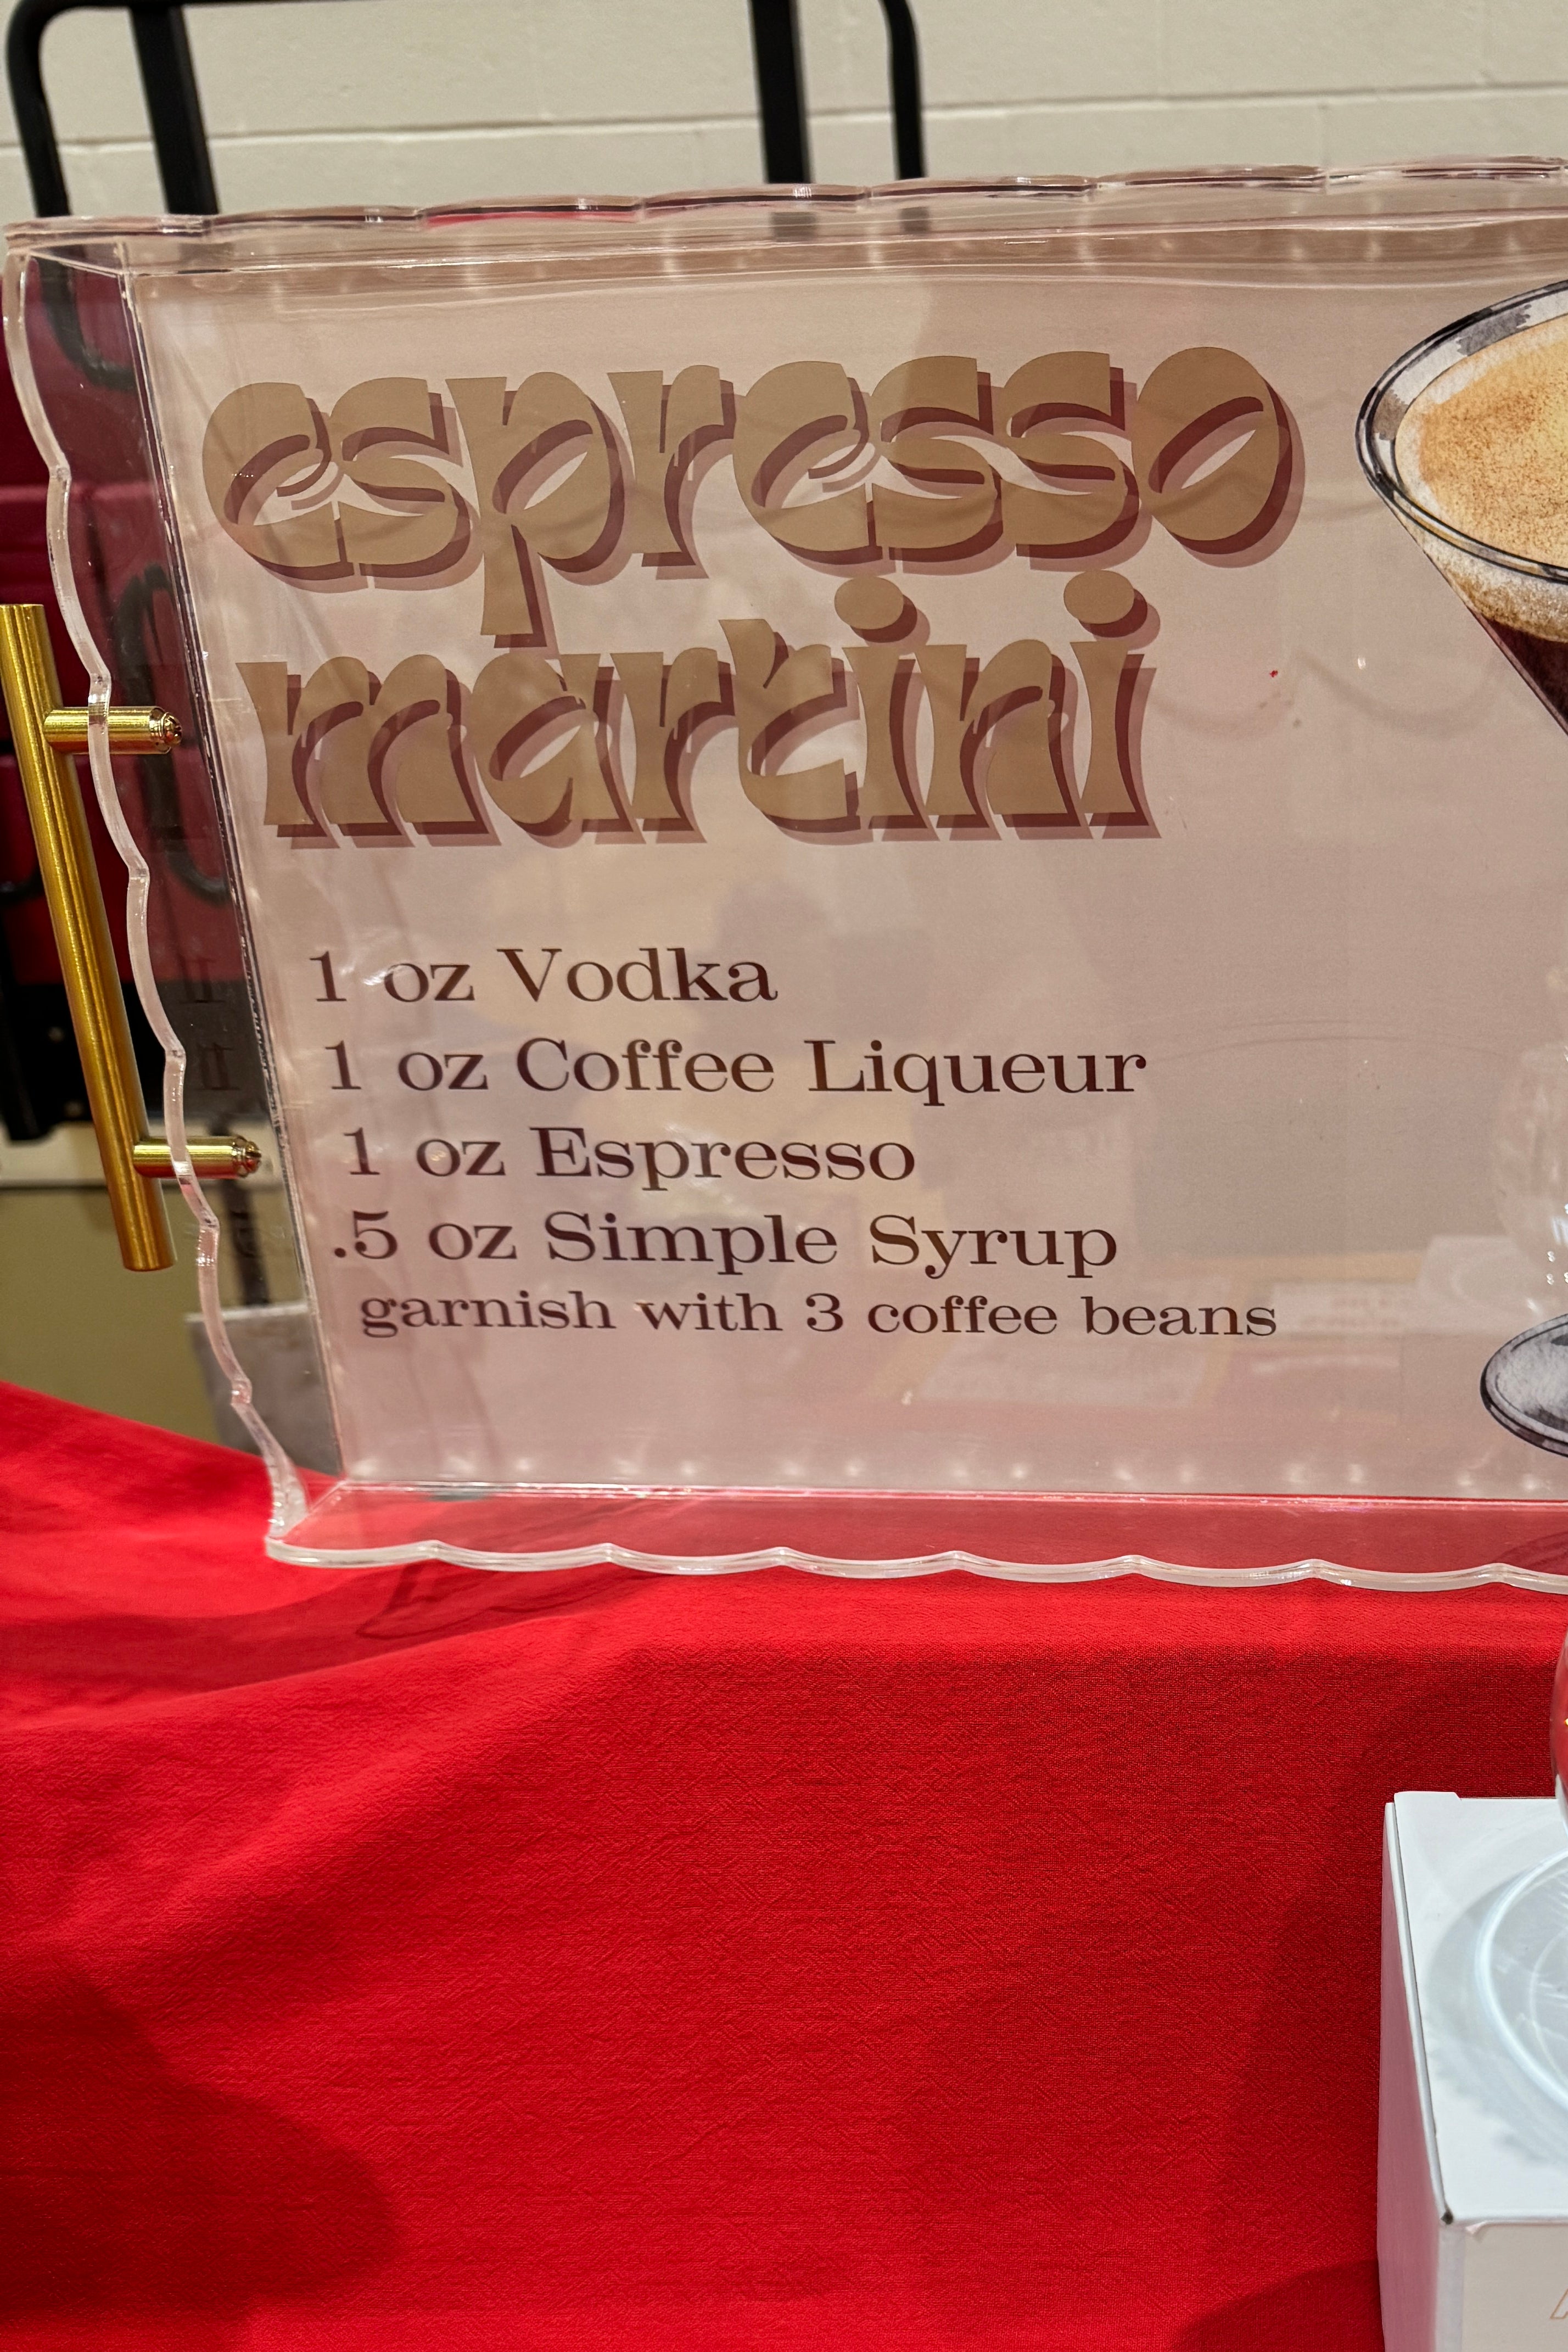 espresso
martini
1 oz Vodka
1 oz Coffee Liqueur
1 oz Espresso
.5 oz Simple Syrup
garnish with 3 coffee beans